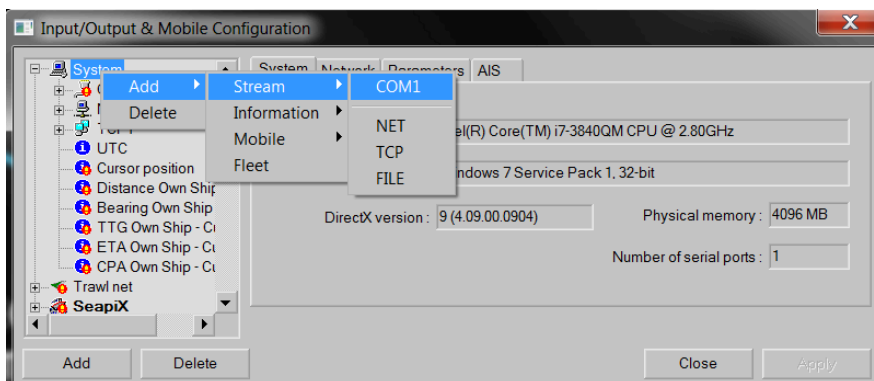 Input/Output & Mobile Configuration
System
Add
Delete
Stream
Information
Mobile
Fleet
COM1
NET
TCP
FILE
UTC
Cursor position
Distance Own Ship
Bearing Own Ship
TTG Own Ship - Cu
ETA Own Ship - Cu
CPA Own Ship - Cu
Trawl net
SeapiX
System Network Parameters AIS
el(R) Core(TM) i7-3840QM CPU @ 2.80GHz
ndows 7 Service Pack 1, 32-bit
DirectX version : 9 (4.09.00.0904) Physical memory : 4096 MB
Number of serial ports : 1
Add Delete Close Apply